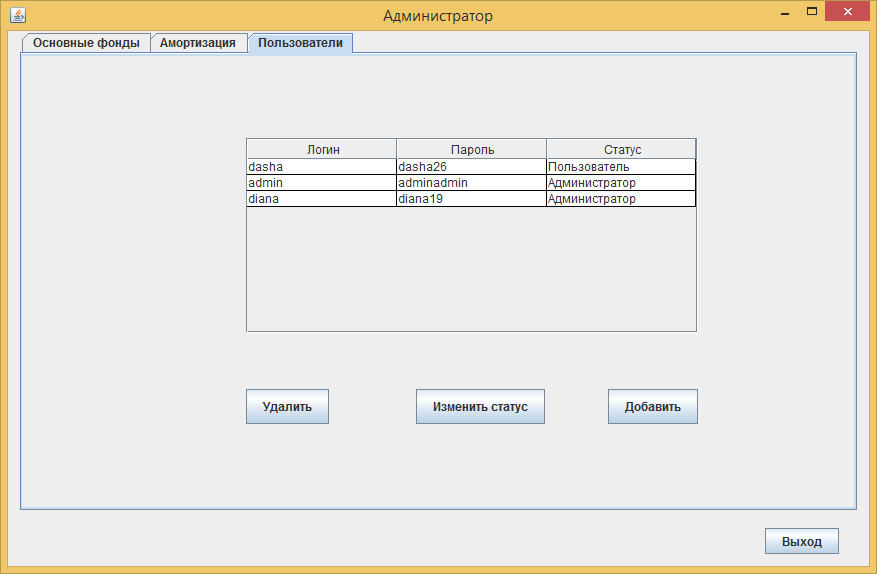 Администратор
Основные фонды Амортизация Пользователи
Логин Пароль Статус
dasha dasha26 Пользователь
admin adminadmin Администратор
diana diana19 Администратор
Удалить Изменить статус Добавить
Выход